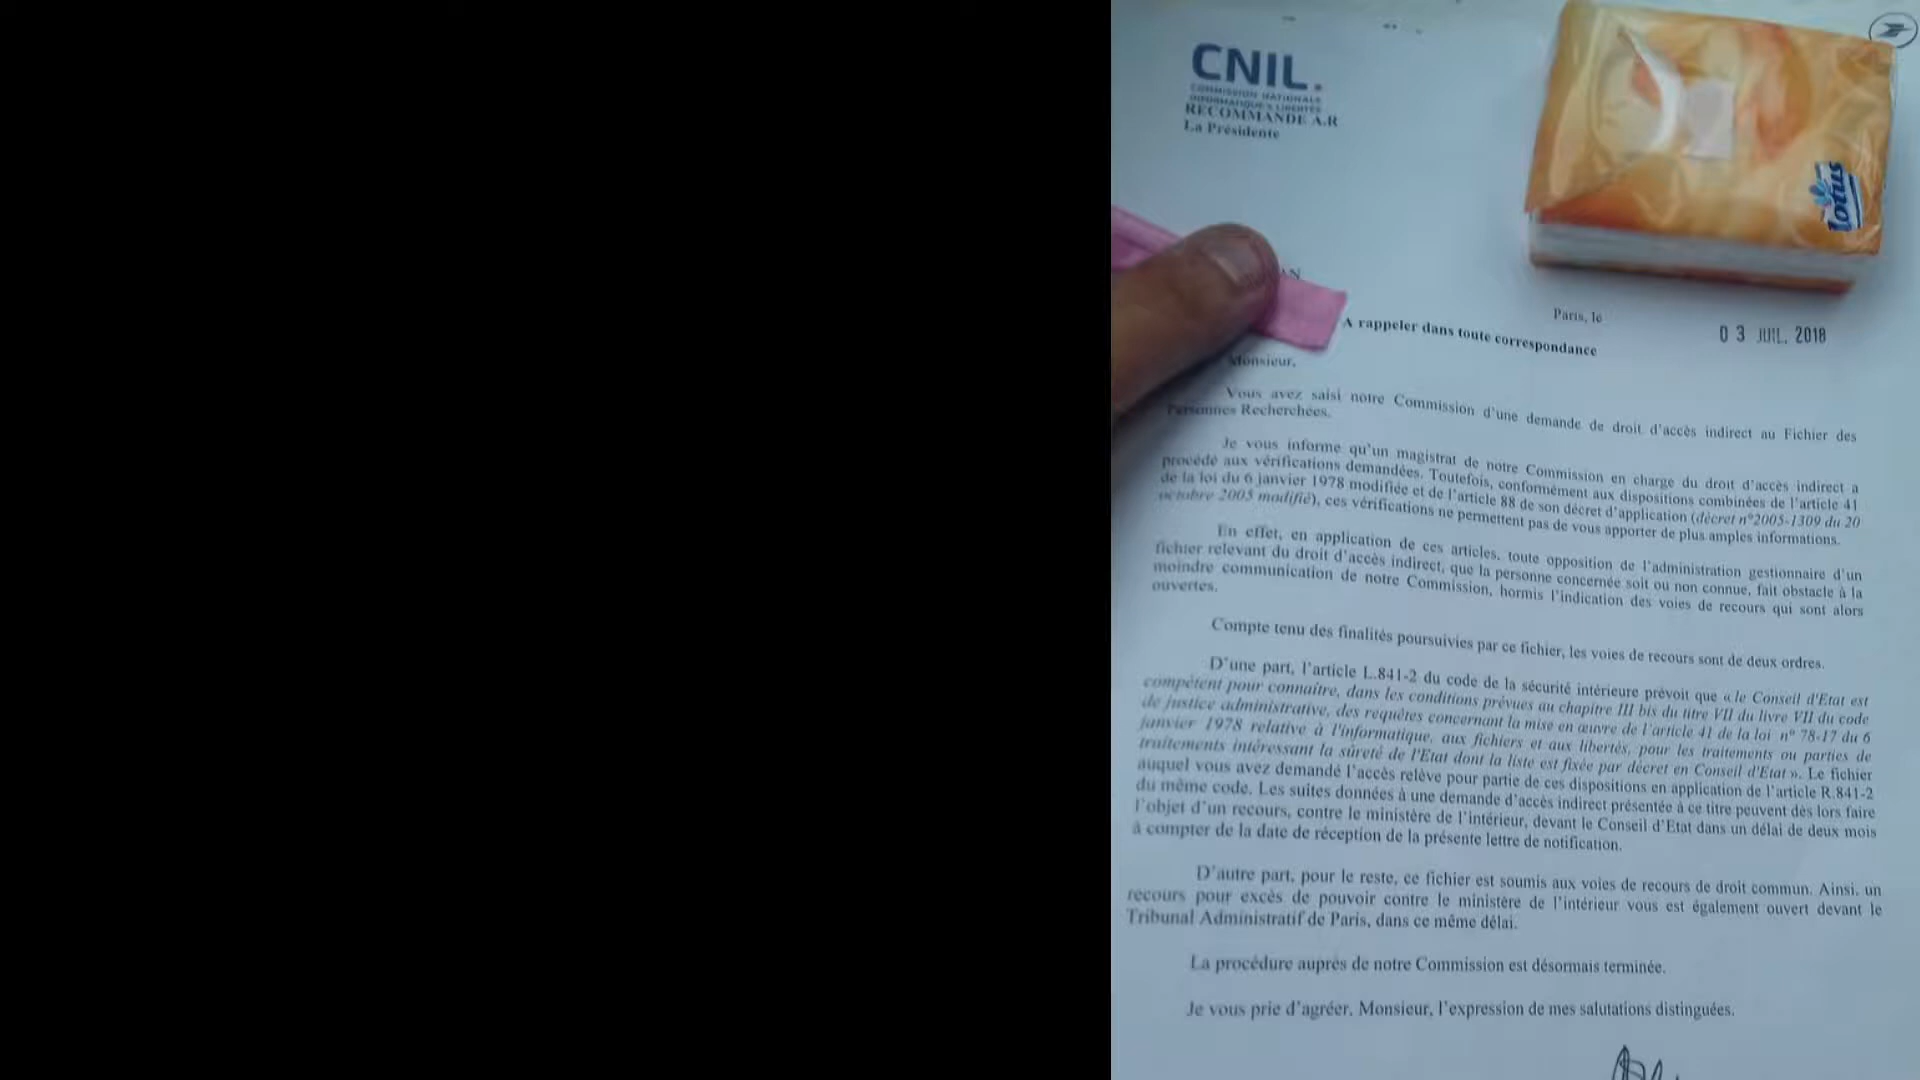 CNIL.
COMMISSION NATIONALE
INFORMATIQUE & LIBERTÉS
RECOMMANDE A.R
La Présidente
lotus
Paris, le
0 3 JUIL. 2018
A rappeler dans toute correspondance
Monsieur,
Vous avez saisi notre Commission d'une demande de droit d'accès indirect au Fichier des
Personnes Recherchées.
Je vous informe qu'un magistrat de notre Commission en charge du droit d'accès indirect a
procédé aux vérifications demandées. Toutefois, conformément aux dispositions combinées de l'article 41
de la loi du 6 janvier 1978 modifiée et de l'article 88 de son décret d'application (décret n°2005-1309 du 20
octobre 2005 modifié), ces vérifications ne permettent pas de vous apporter de plus amples informations.
En effet, en application de ces articles, toute opposition de l'administration gestionnaire d'un
fichier relevant du droit d'accès indirect, que la personne concernée soit ou non connue, fait obstacle à la
moindre communication de notre Commission, hormis l'indication des voies de recours qui sont alors
ouvertes.
Compte tenu des finalités poursuivies par ce fichier, les voies de recours sont de deux ordres.
D'une part, l'article L.841-2 du code de la sécurité intérieure prévoit que « le Conseil d'Etat est
compétent pour connaître, dans les conditions prévues au chapitre III bis du titre VII du livre VII du code
de justice administrative, des requêtes concernant la mise en œuvre de l'article 41 de la loi n° 78-17 du 6
janvier 1978 relative à l'informatique, aux fichiers et aux libertés, pour les traitements ou parties de
traitements intéressant la sûreté de l'Etat dont la liste est fixée par décret en Conseil d'Etat ». Le fichier
auquel vous avez demandé l'accès relève pour partie de ces dispositions en application de l'article R.841-2
du même code. Les suites données à une demande d'accès indirect présentée à ce titre peuvent dès lors faire
l'objet d'un recours, contre le ministère de l'intérieur, devant le Conseil d'Etat dans un délai de deux mois
à compter de la date de réception de la présente lettre de notification.
D'autre part, pour le reste, ce fichier est soumis aux voies de recours de droit commun. Ainsi, un
recours pour excès de pouvoir contre le ministère de l'intérieur vous est également ouvert devant le
Tribunal Administratif de Paris, dans ce même délai.
La procédure auprès de notre Commission est désormais terminée.
Je vous prie d'agréer, Monsieur, l'expression de mes salutations distinguées.